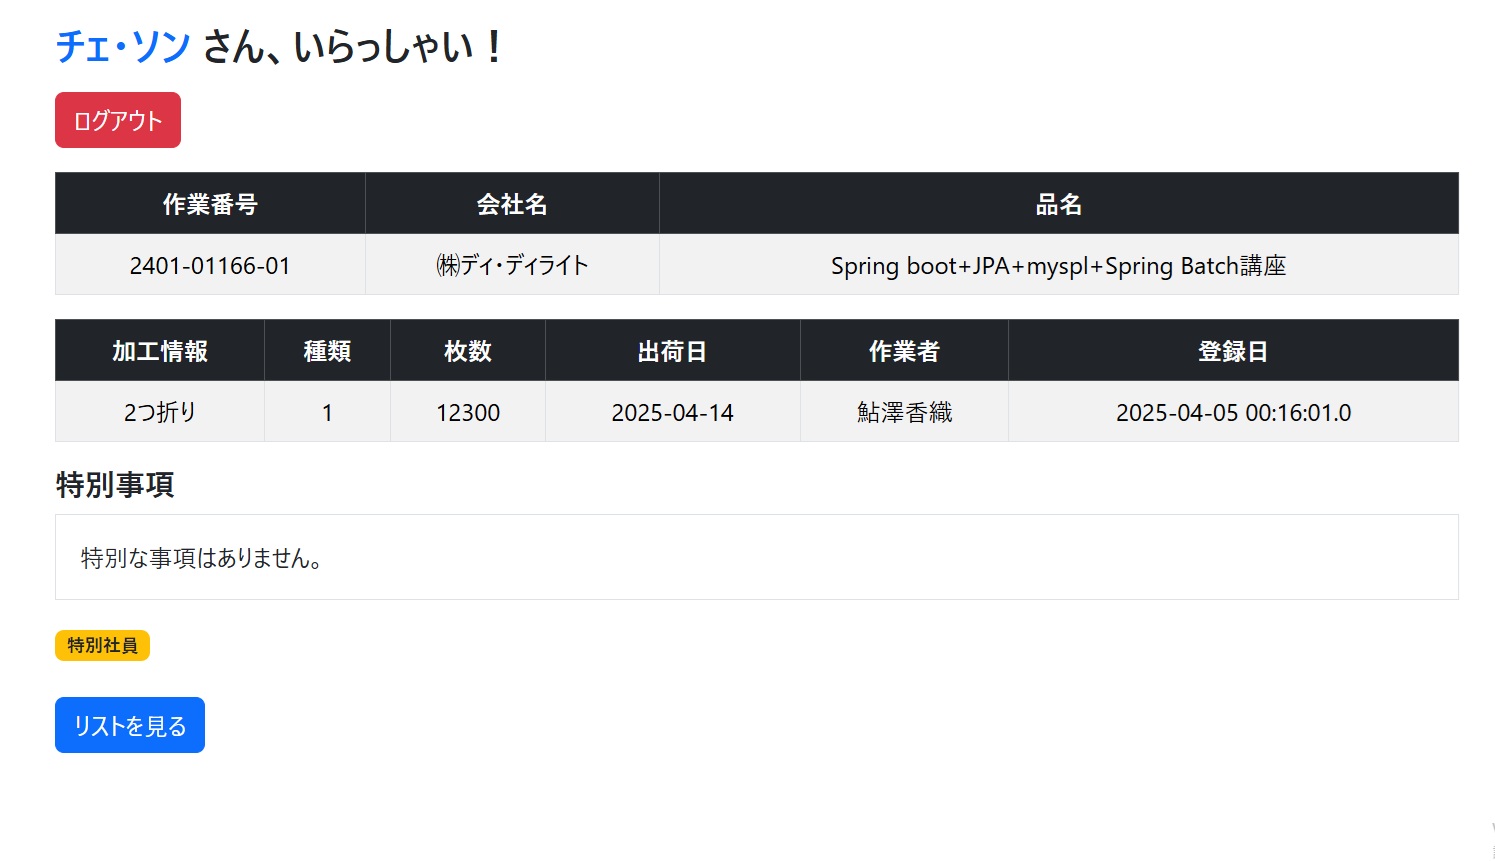 チェ・ソン さん、いらっしゃい！
ログアウト
作業番号 会社名 品名
2401-01166-01 ㈱ディ・ディライト Spring boot+JPA+myspl+Spring Batch講座
加工情報 種類 枚数 出荷日 作業者 登録日
2つ折り 1 12300 2025-04-14 鮎澤香織 2025-04-05 00:16:01.0
特別事項
特別な事項はありません。
特別社員
リストを見る